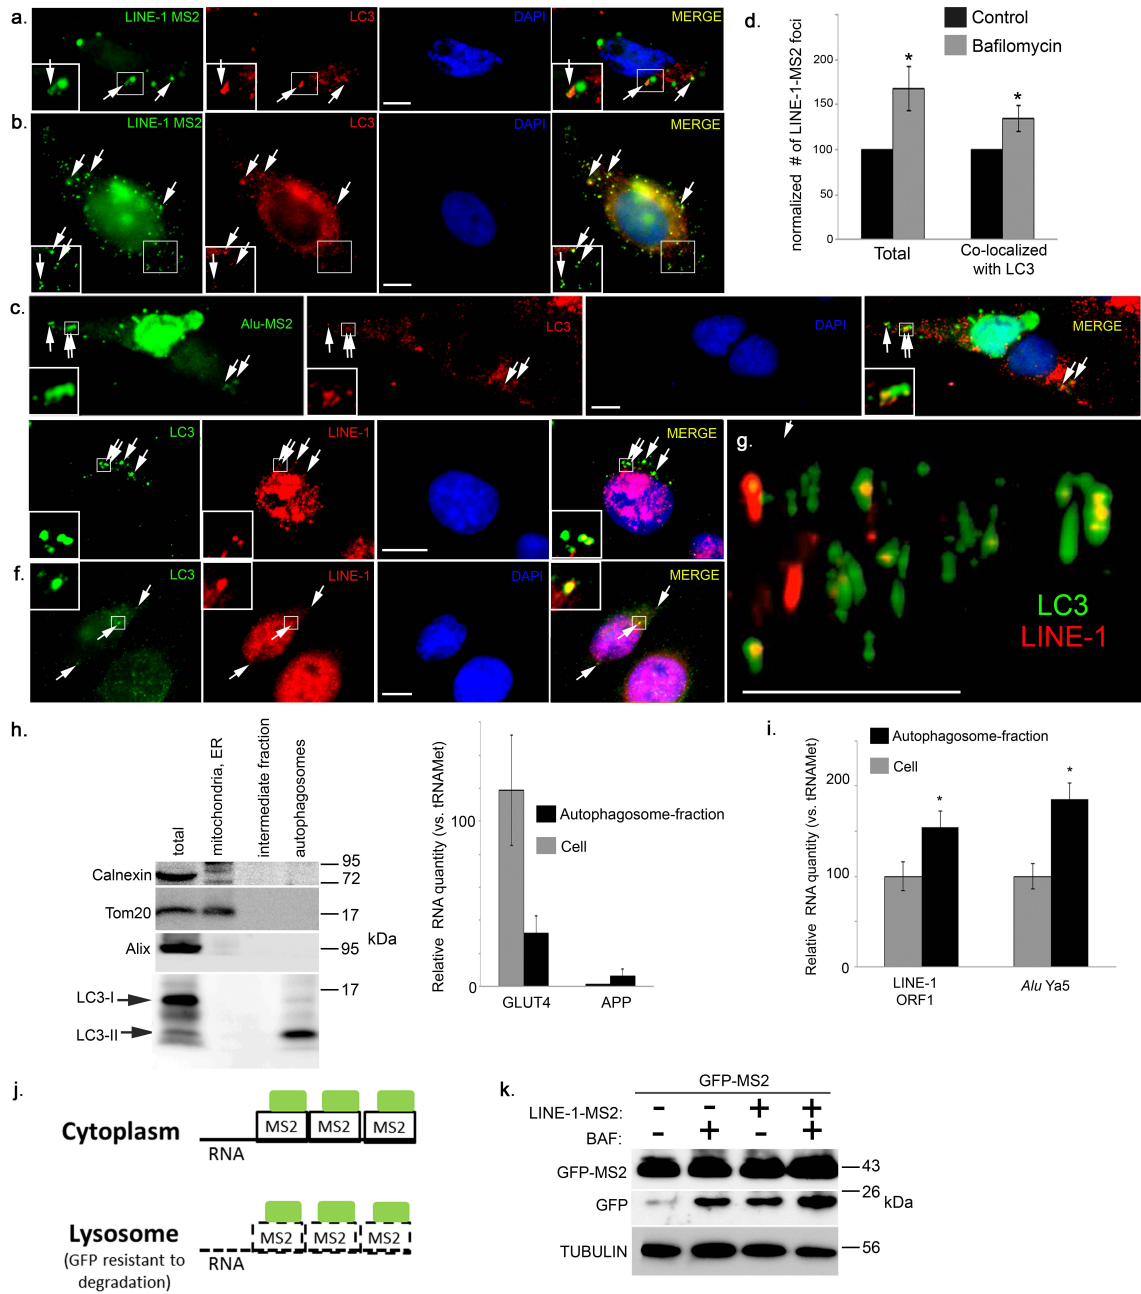 a.
LINE-1 MS2
LC3
DAPI
MERGE
b.
LINE-1 MS2
LC3
DAPI
MERGE
d.
Control
Bafilomycin
normalized # of LINE-1-MS2 foci
200
150
100
50
0
*
*
Total
Co-localized
with LC3
c.
Alu-MS2
LC3
DAPI
MERGE
LC3
LINE-1
MERGE
f.
LC3
LINE-1
DAPI
MERGE
g.
LC3
LINE-1
h.
total
mitochondria, ER
intermediate fraction
autophagosomes
Calnexin
95
72
Tom20
17
Alix
95
kDa
LC3-I
17
LC3-II
Relative RNA quantity (vs. tRNAMet)
100
0
Autophagosome-fraction
Cell
GLUT4
APP
i.
Autophagosome-fraction
Cell
Relative RNA quantity (vs. tRNAMet)
200
100
0
*
*
LINE-1
ORF1
Alu Ya5
j.
Cytoplasm
MS2 MS2 MS2
RNA
Lysosome
(GFP resistant to
degradation)
MS2 MS2 MS2
RNA
k.
GFP-MS2
LINE-1-MS2: - - + +
BAF: - + - +
GFP-MS2
43
26
GFP
kDa
TUBULIN
56